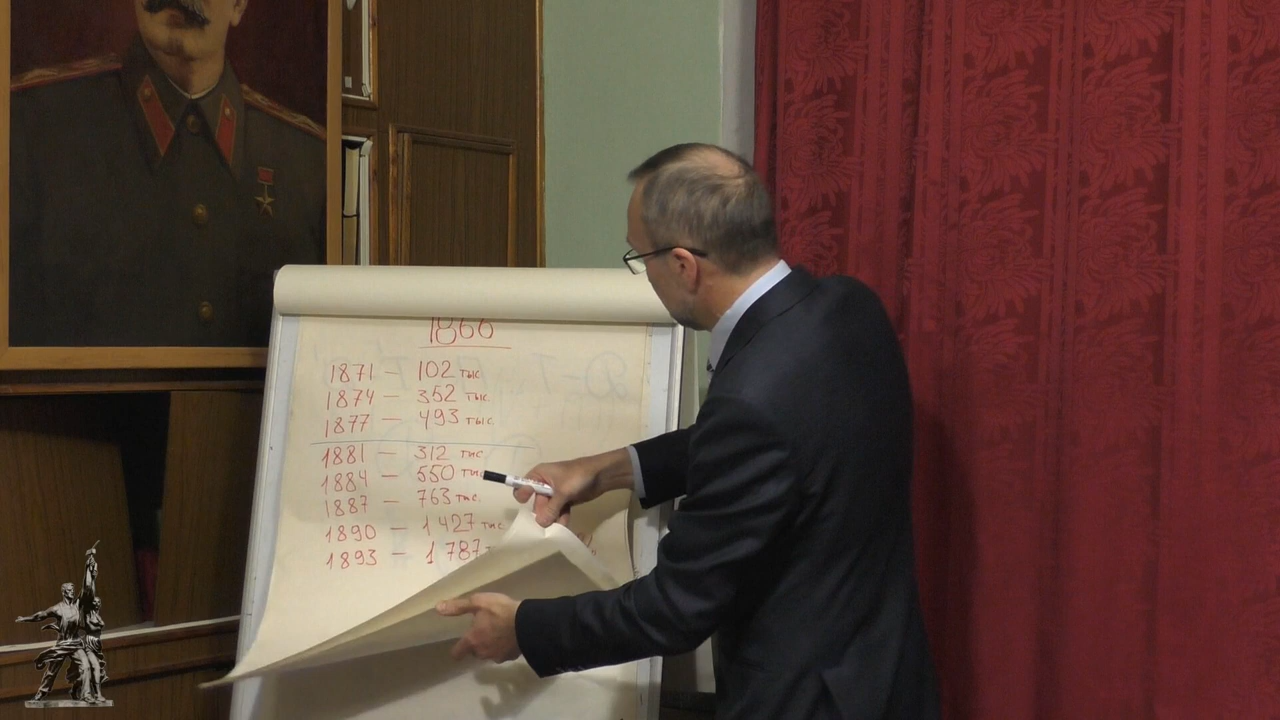 1866
1871 — 102 тыс.
1874 — 352 тыс.
1877 — 493 тыс.
1881 — 312 тыс
1884 — 550 тыс
1887 — 763 тыс.
1890 — 1 427 тыс
1893 — 1 787